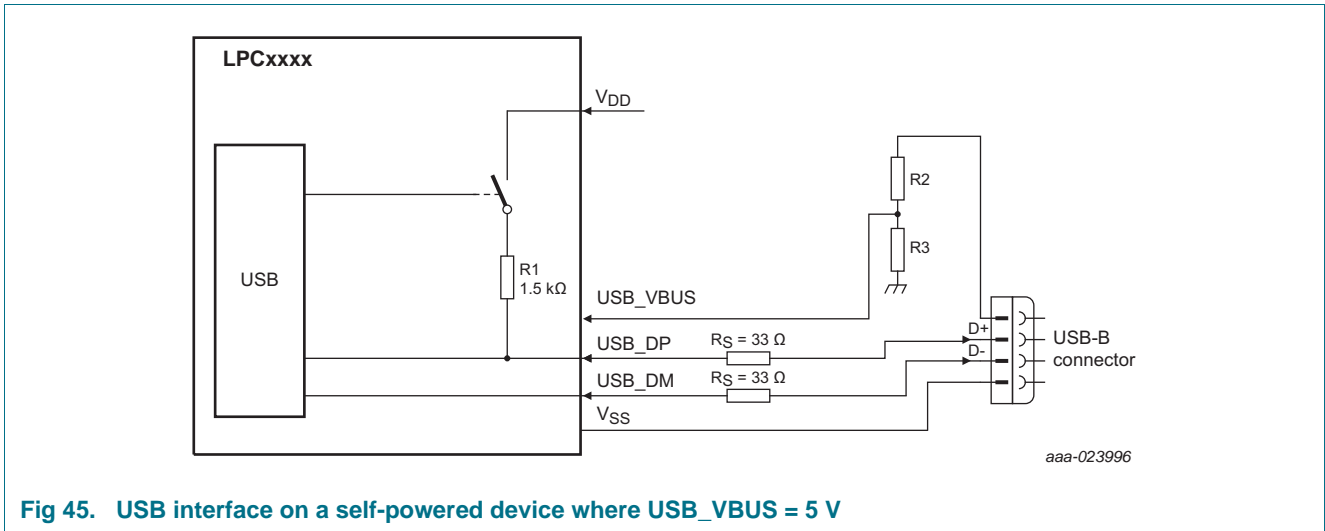 LPCxxxx
VDD
R2
R3
USB
R1
1.5 kΩ
USB_VBUS
USB_DP
RS = 33 Ω
D+
USB_DM
RS = 33 Ω
D-
USB-B
connector
VSS
aaa-023996
Fig 45. USB interface on a self-powered device where USB_VBUS = 5 V